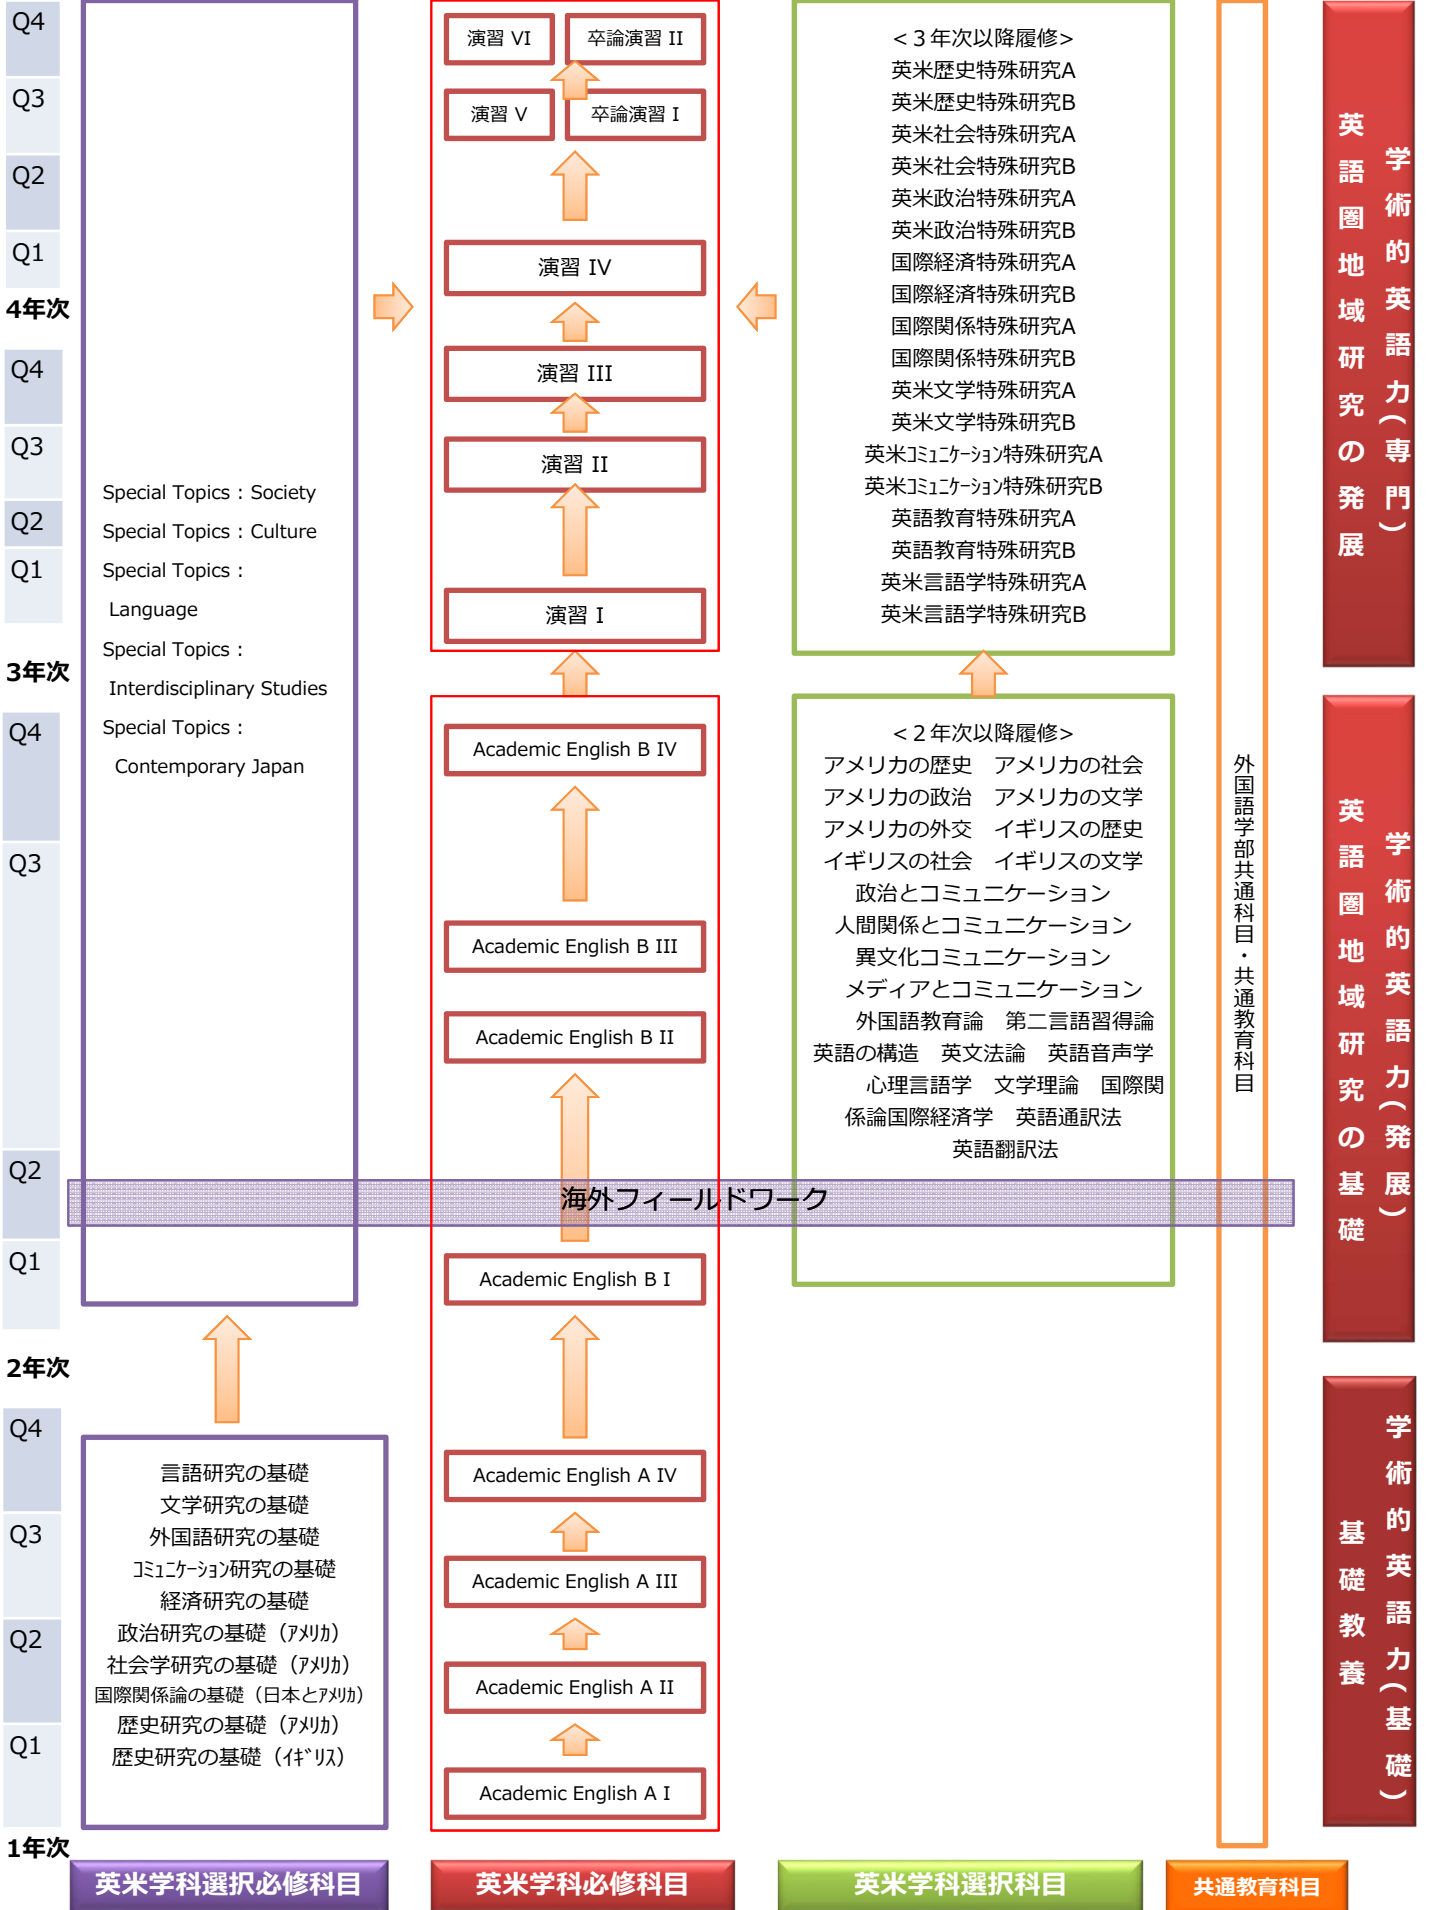 Q4
Q3
Q2
Q1
4年次
Q4
Q3
Q2
Q1
3年次
Q4
Q3
Q2
Q1
2年次
Q4
Q3
Q2
Q1
1年次
Special Topics : Society
Special Topics : Culture
Special Topics :
Language
Special Topics :
Interdisciplinary Studies
Special Topics :
Contemporary Japan
言語研究の基礎
文学研究の基礎
外国語研究の基礎
ｺﾐｭﾆｹｰｼｮﾝ研究の基礎
経済研究の基礎
政治研究の基礎（ｱﾒﾘｶ）
社会学研究の基礎（ｱﾒﾘｶ）
国際関係論の基礎（日本とｱﾒﾘｶ）
歴史研究の基礎（ｱﾒﾘｶ）
歴史研究の基礎（ｲｷﾞﾘｽ）
英米学科選択必修科目
演習 VI
卒論演習 II
演習 V
卒論演習 I
演習 IV
演習 III
演習 II
演習 I
Academic English B IV
Academic English B III
Academic English B II
海外フィールドワーク
Academic English B I
Academic English A IV
Academic English A III
Academic English A II
Academic English A I
英米学科必修科目
<３年次以降履修>
英米歴史特殊研究A
英米歴史特殊研究B
英米社会特殊研究A
英米社会特殊研究B
英米政治特殊研究A
英米政治特殊研究B
国際経済特殊研究A
国際経済特殊研究B
国際関係特殊研究A
国際関係特殊研究B
英米文学特殊研究A
英米文学特殊研究B
英米ｺﾐｭﾆｹｰｼｮﾝ特殊研究A
英米ｺﾐｭﾆｹｰｼｮﾝ特殊研究B
英語教育特殊研究A
英語教育特殊研究B
英米言語学特殊研究A
英米言語学特殊研究B
<２年次以降履修>
アメリカの歴史　アメリカの社会
アメリカの政治　アメリカの文学
アメリカの外交　イギリスの歴史
イギリスの社会　イギリスの文学
政治とコミュニケーション
人間関係とコミュニケーション
異文化コミュニケーション
メディアとコミュニケーション
外国語教育論　第二言語習得論
英語の構造　英文法論　英語音声学
心理言語学　文学理論　国際関
係論国際経済学　英語通訳法
英語翻訳法
英米学科選択科目
外国語学部共通科目・共通教育科目
共通教育科目
学術的英語力（専門）
英語圏地域研究の発展
学術的英語力（発展）
英語圏地域研究の基礎
学術的英語力（基礎）
基礎教養